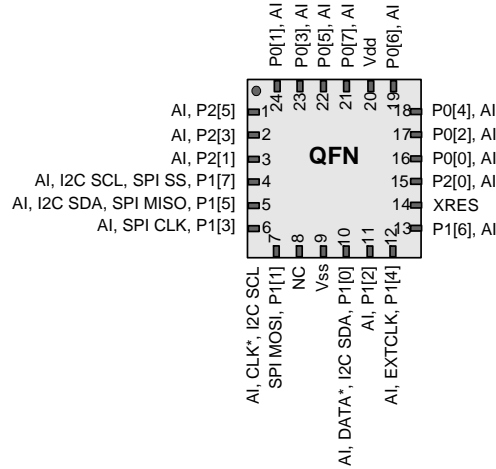 P0[1], AI
P0[3], AI
P0[5], AI
P0[7], AI
Vdd
P0[6], AI
24
23
22
21
20
19
AI, P2[5]
1
18
P0[4], AI
AI, P2[3]
2
17
P0[2], AI
AI, P2[1]
3
QFN
16
P0[0], AI
AI, I2C SCL, SPI SS, P1[7]
4
15
P2[0], AI
AI, I2C SDA, SPI MISO, P1[5]
5
14
XRES
AI, SPI CLK, P1[3]
6
13
P1[6], AI
7
8
9
10
11
12
AI, CLK*, I2C SCL
SPI MOSI, P1[1]
NC
Vss
AI, DATA*, I2C SDA, P1[0]
AI, P1[2]
AI, EXTCLK, P1[4]